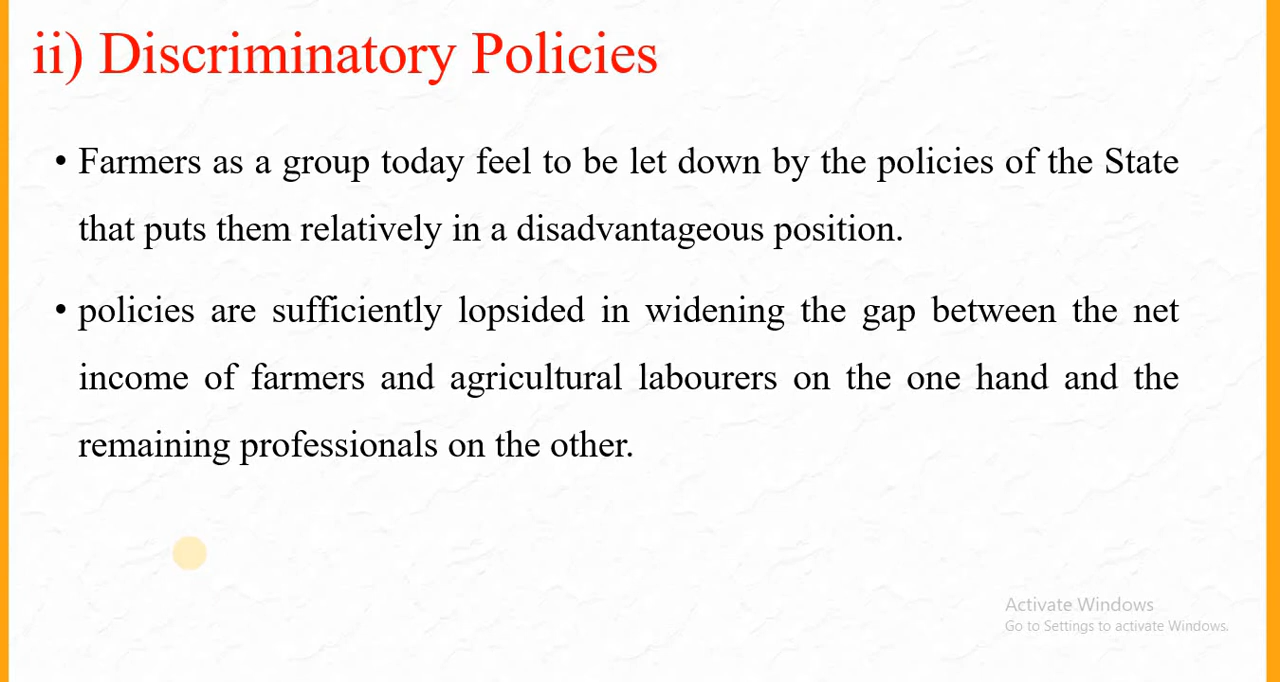 ii) Discriminatory Policies
• Farmers as a group today feel to be let down by the policies of the State
that puts them relatively in a disadvantageous position.
• policies are sufficiently lopsided in widening the gap between the net
income of farmers and agricultural labourers on the one hand and the
remaining professionals on the other.
Activate Windows
Go to Settings to activate Windows.